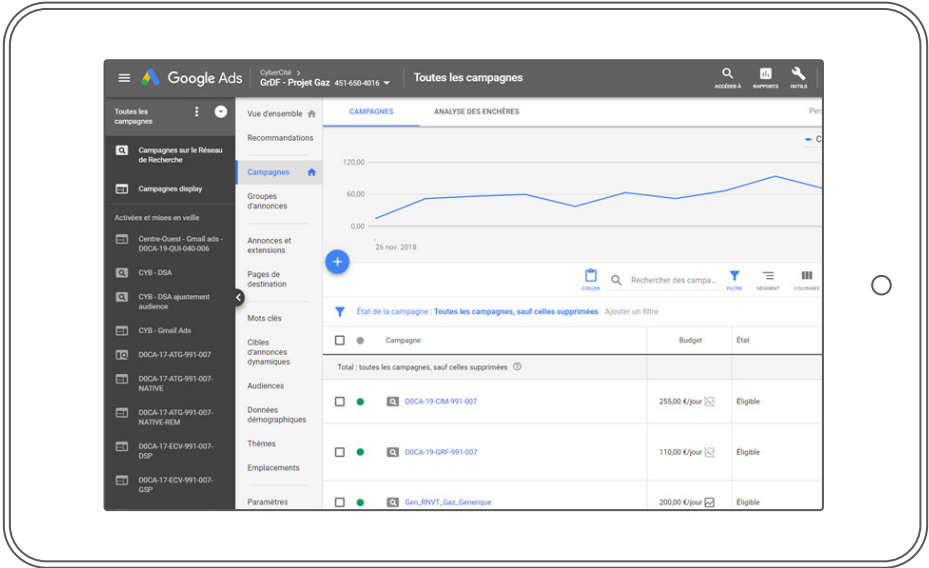 Google Ads
CyberCité >
GrDF - Projet Gaz 451-650-4016
Toutes les campagnes
ACCÉDER À
RAPPORTS
OUTILS
Toutes les
campagnes
Campagnes sur le Réseau
de Recherche
Campagnes display
Activées et mises en veille
Centre-Ouest - Gmail ads -
D0CA-19-QUI-040-006
CYB - DSA
CYB - DSA ajustement
audience
CYB - Gmail Ads
D0CA-17-ATG-991-007
D0CA-17-ATG-991-007-
NATIVE
D0CA-17-ATG-991-007-
NATIVE-REM
D0CA-17-ECV-991-007-
DSP
D0CA-17-ECV-991-007-
GSP
Vue d'ensemble
Recommandations
Campagnes
Groupes
d'annonces
Annonces et
extensions
Pages de
destination
Mots clés
Cibles
d'annonces
dynamiques
Audiences
Données
démographiques
Thèmes
Emplacements
Paramètres
CAMPAGNES
ANALYSE DES ENCHÈRES
Per
C
120,00
60,00
0,00
26 nov. 2018
COLLER
Rechercher des campa...
FILTRE
SEGMENT
COLONNES
État de la campagne : Toutes les campagnes, sauf celles supprimées Ajouter un filtre
Campagne Budget État
Total : toutes les campagnes, sauf celles supprimées
D0CA-19-CIM-991-007 255,00 €/jour Éligible
D0CA-19-GRF-991-007 110,00 €/jour Éligible
Gen_RNVT_Gaz_Generique 200,00 €/jour Éligible